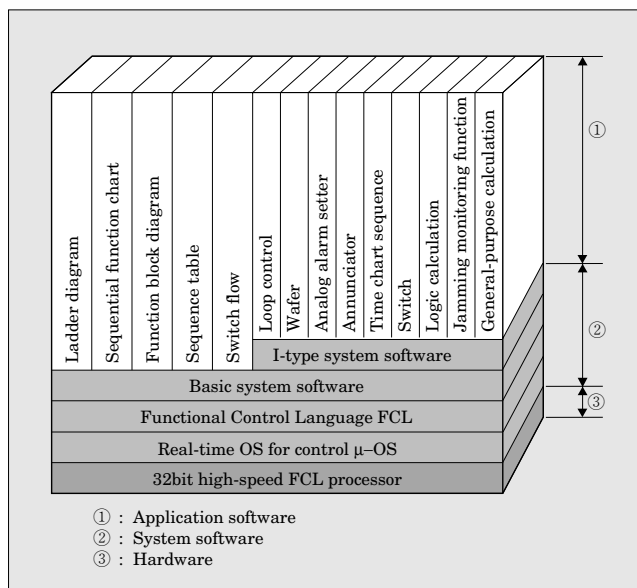 ①
Ladder diagram
Sequential function chart
Function block diagram
Sequence table
Switch flow
Loop control
Wafer
Analog alarm setter
Annunciator
Time chart sequence
Switch
Logic calculation
Jamming monitoring function
General-purpose calculation
②
I-type system software
Basic system software
③
Functional Control Language FCL
Real-time OS for control μ–OS
32bit high-speed FCL processor
① : Application software
② : System software
③ : Hardware